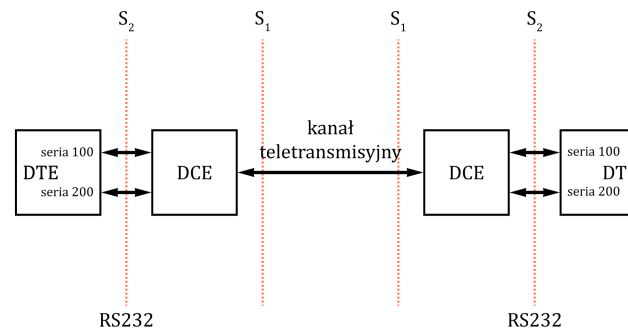 S2
S1
S1
S2
kanał
teletransmisyjny
seria 100
DTE
seria 200
DCE
DCE
seria 100
DT
seria 200
RS232
RS232